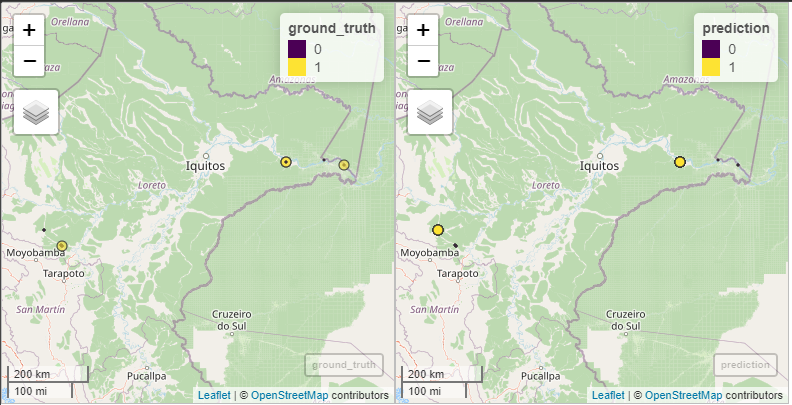 Orellana
ground_truth
0
1
+
−
aza
Amazonas
Iquitos
Loreto
Moyobamba
Tarapoto
San Martín
Cruzeiro
do Sul
ground_truth
200 km
100 mi
Pucallpa
Leaflet | © OpenStreetMap contributors
Orellana
prediction
0
1
+
−
aza
Amazonas
Iquitos
Loreto
Moyobamba
Tarapoto
San Martín
Cruzeiro
do Sul
prediction
200 km
100 mi
Pucallpa
Leaflet | © OpenStreetMap contributors